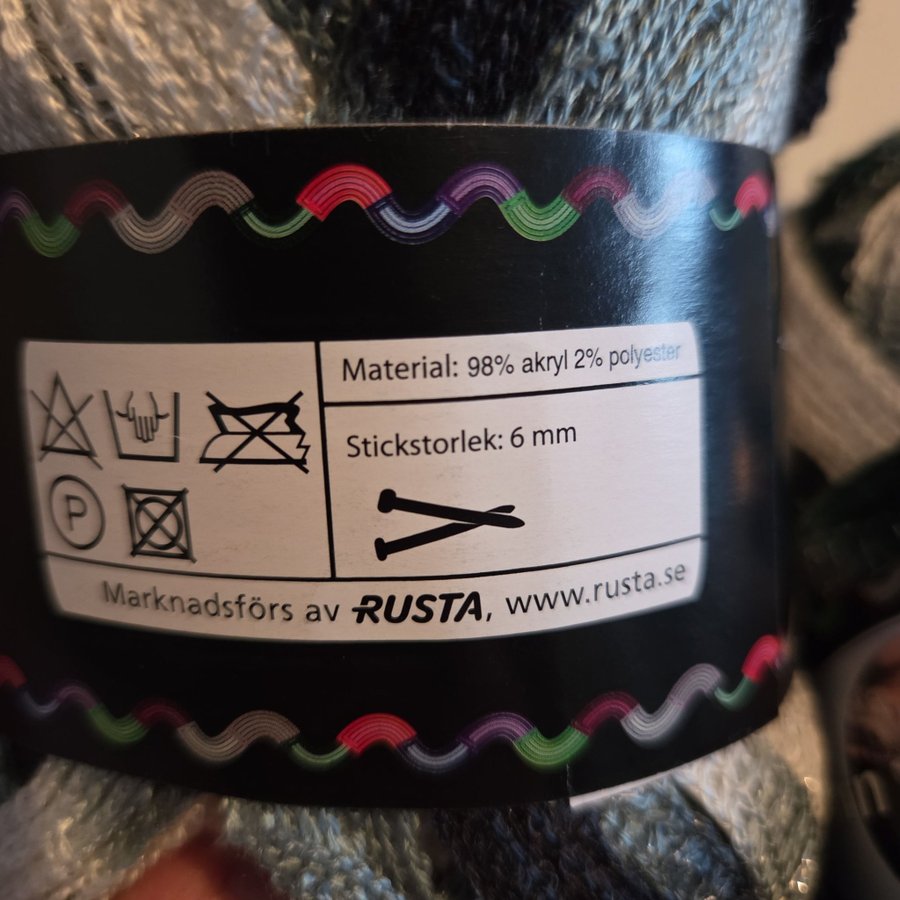 Material: 98% akryl 2% polyester
Stickstorlek: 6 mm
P
Marknadsförs av RUSTA, www.rusta.se